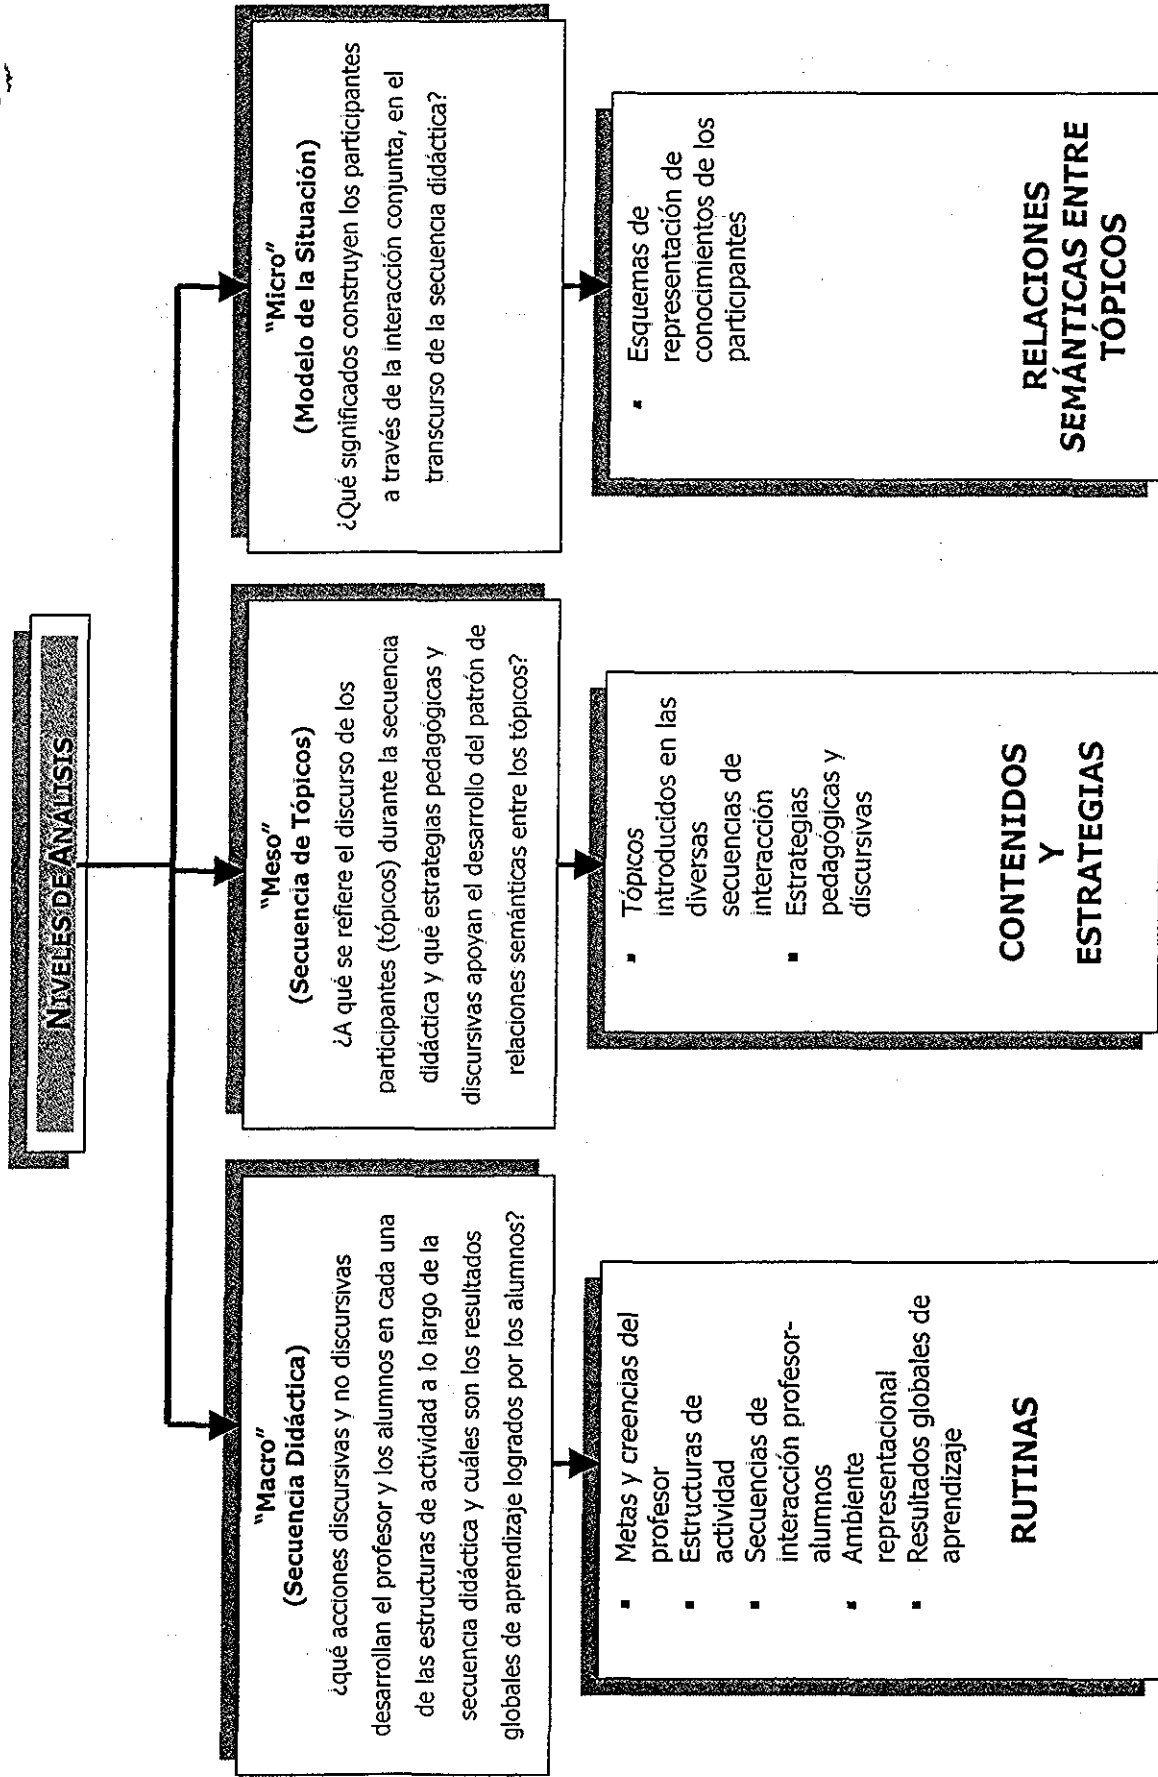 NIVELES DE ANÁLISIS
"Macro"
(Secuencia Didáctica)
¿qué acciones discursivas y no discursivas
desarrollan el profesor y los alumnos en cada una
de las estructuras de actividad a lo largo de la
secuencia didáctica y cuáles son los resultados
globales de aprendizaje logrados por los alumnos?
"Meso"
(Secuencia de Tópicos)
¿A qué se refiere el discurso de los
participantes (tópicos) durante la secuencia
didáctica y qué estrategias pedagógicas y
discursivas apoyan el desarrollo del patrón de
relaciones semánticas entre los tópicos?
"Micro"
(Modelo de la Situación)
¿Qué significados construyen los participantes
a través de la interacción conjunta, en el
transcurso de la secuencia didáctica?
▪ Metas y creencias del
profesor
▪ Estructuras de
actividad
▪ Secuencias de
interacción profesor-
alumnos
▪ Ambiente
representacional
▪ Resultados globales de
aprendizaje
RUTINAS
▪ Tópicos
introducidos en las
diversas
secuencias de
interacción
▪ Estrategias
pedagógicas y
discursivas
CONTENIDOS
Y
ESTRATEGIAS
▪ Esquemas de
representación de
conocimientos de los
participantes
RELACIONES
SEMÁNTICAS ENTRE
TÓPICOS